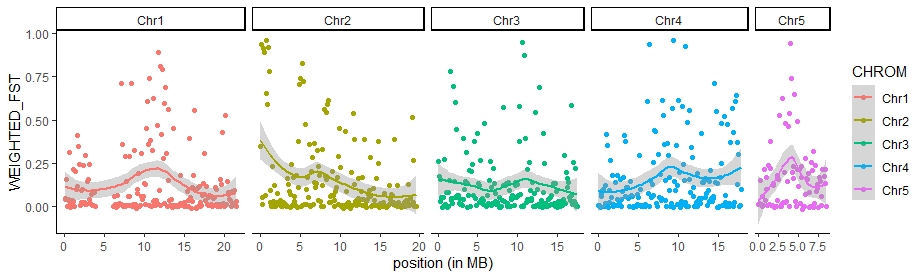 Chr1 Chr2 Chr3 Chr4 Chr5
1.00
0.75
0.50
0.25
0.00
WEIGHTED_FST
0 5 10 15 20 0 5 10 15 20 0 5 10 15 0 5 10 15 0.0 2.5 5.0 7.5
position (in MB)
CHROM
Chr1
Chr2
Chr3
Chr4
Chr5